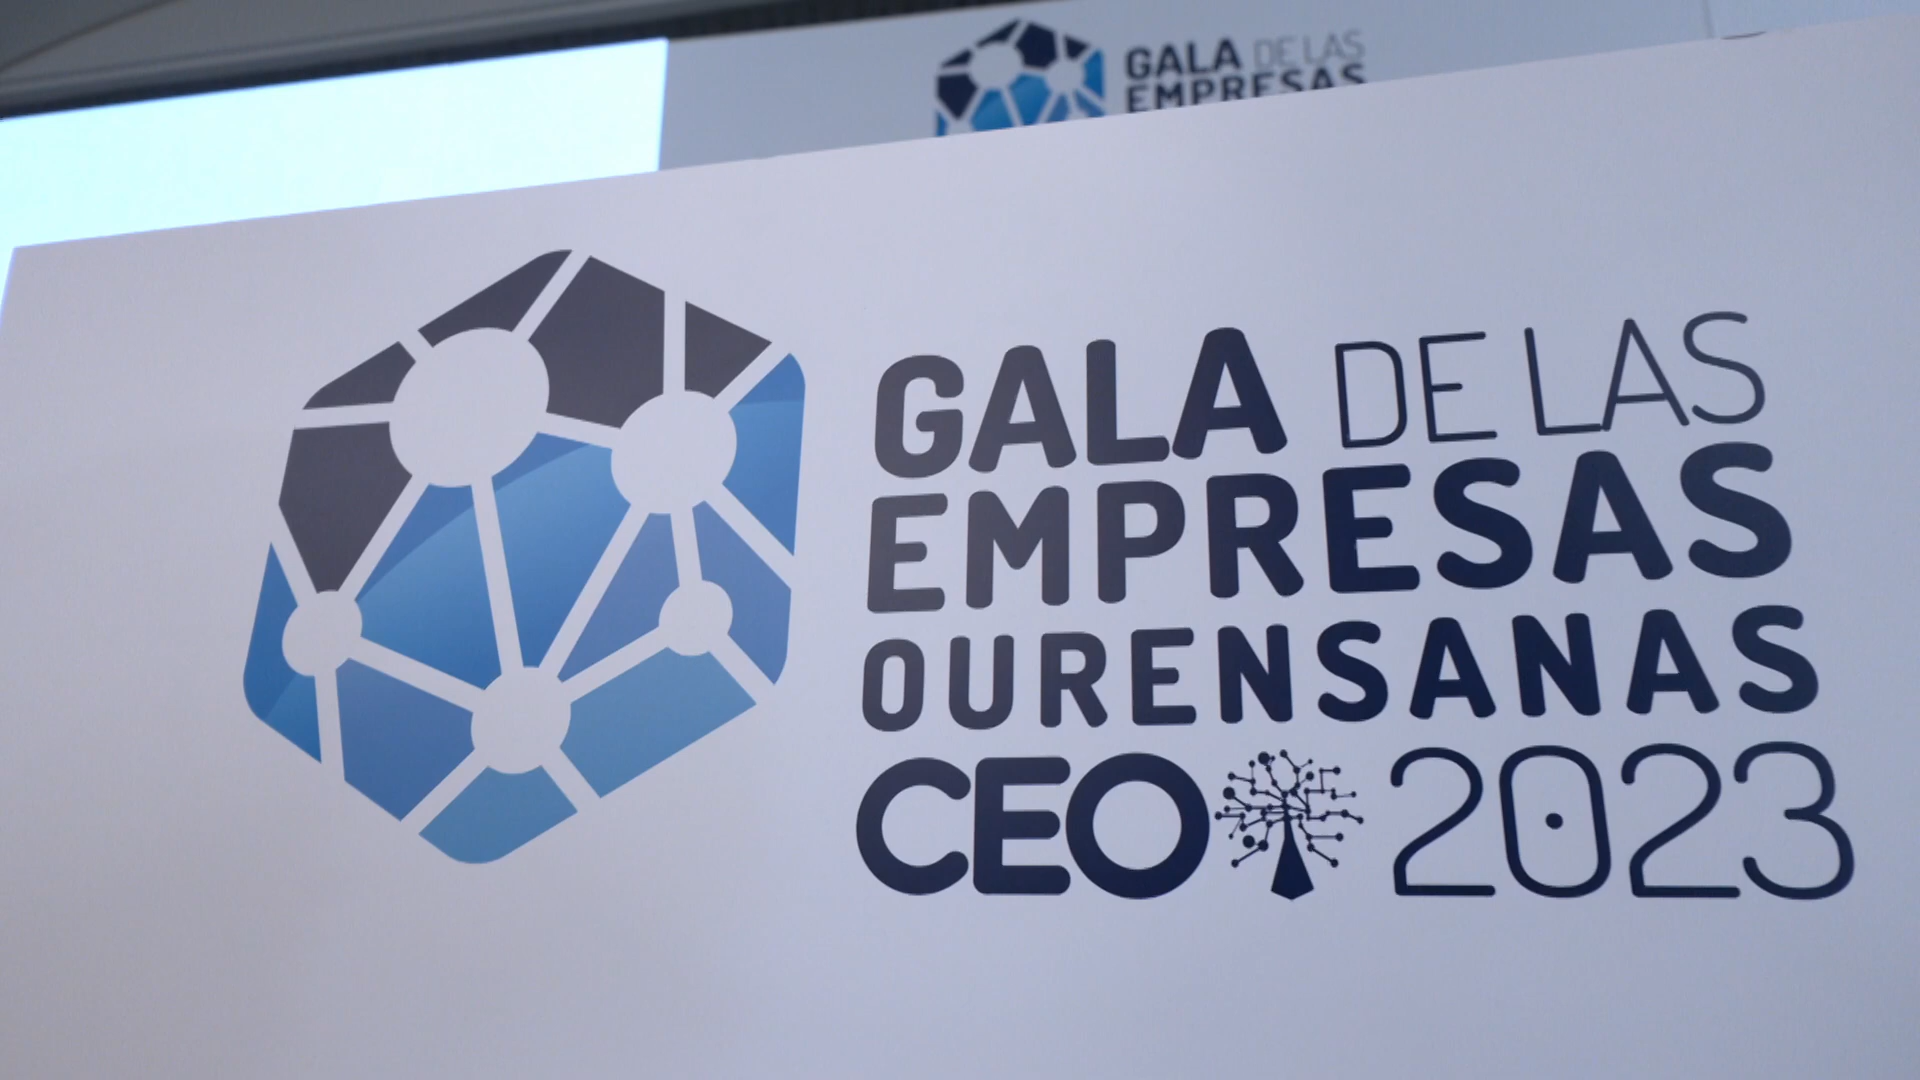 GALA DE LAS
EMPRESAS
GALA DE LAS
EMPRESAS
OURENSANAS
CEO 2023